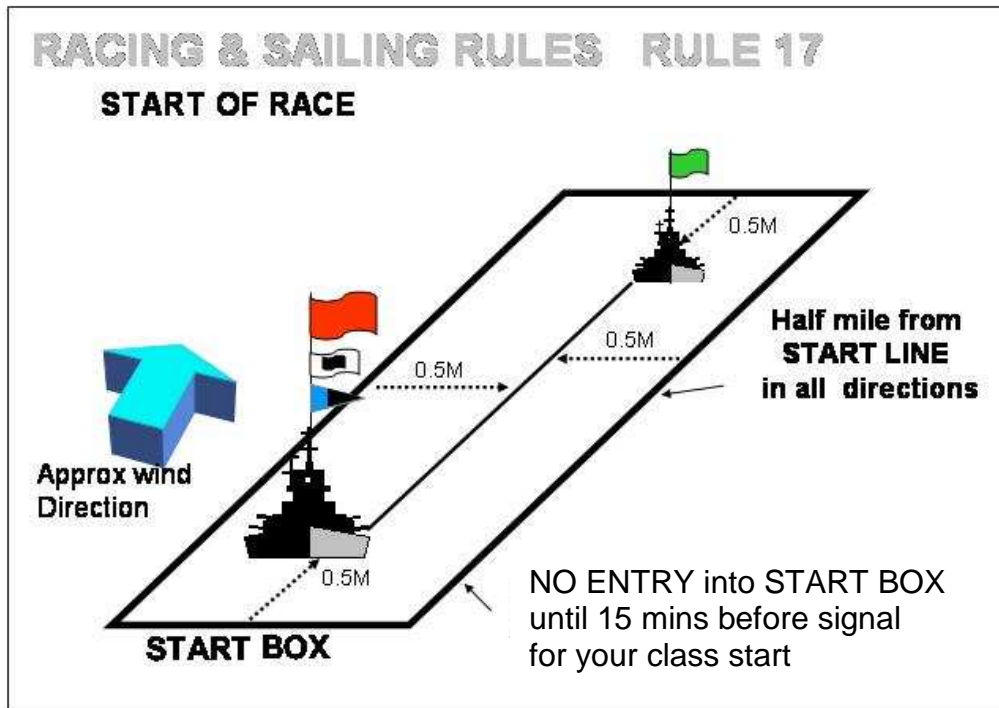 RACING & SAILING RULES RULE 17
START OF RACE
0.5M
0.5M
0.5M
Half mile from
START LINE
in all directions
Approx wind
Direction
0.5M
NO ENTRY into START BOX
until 15 mins before signal
for your class start
START BOX